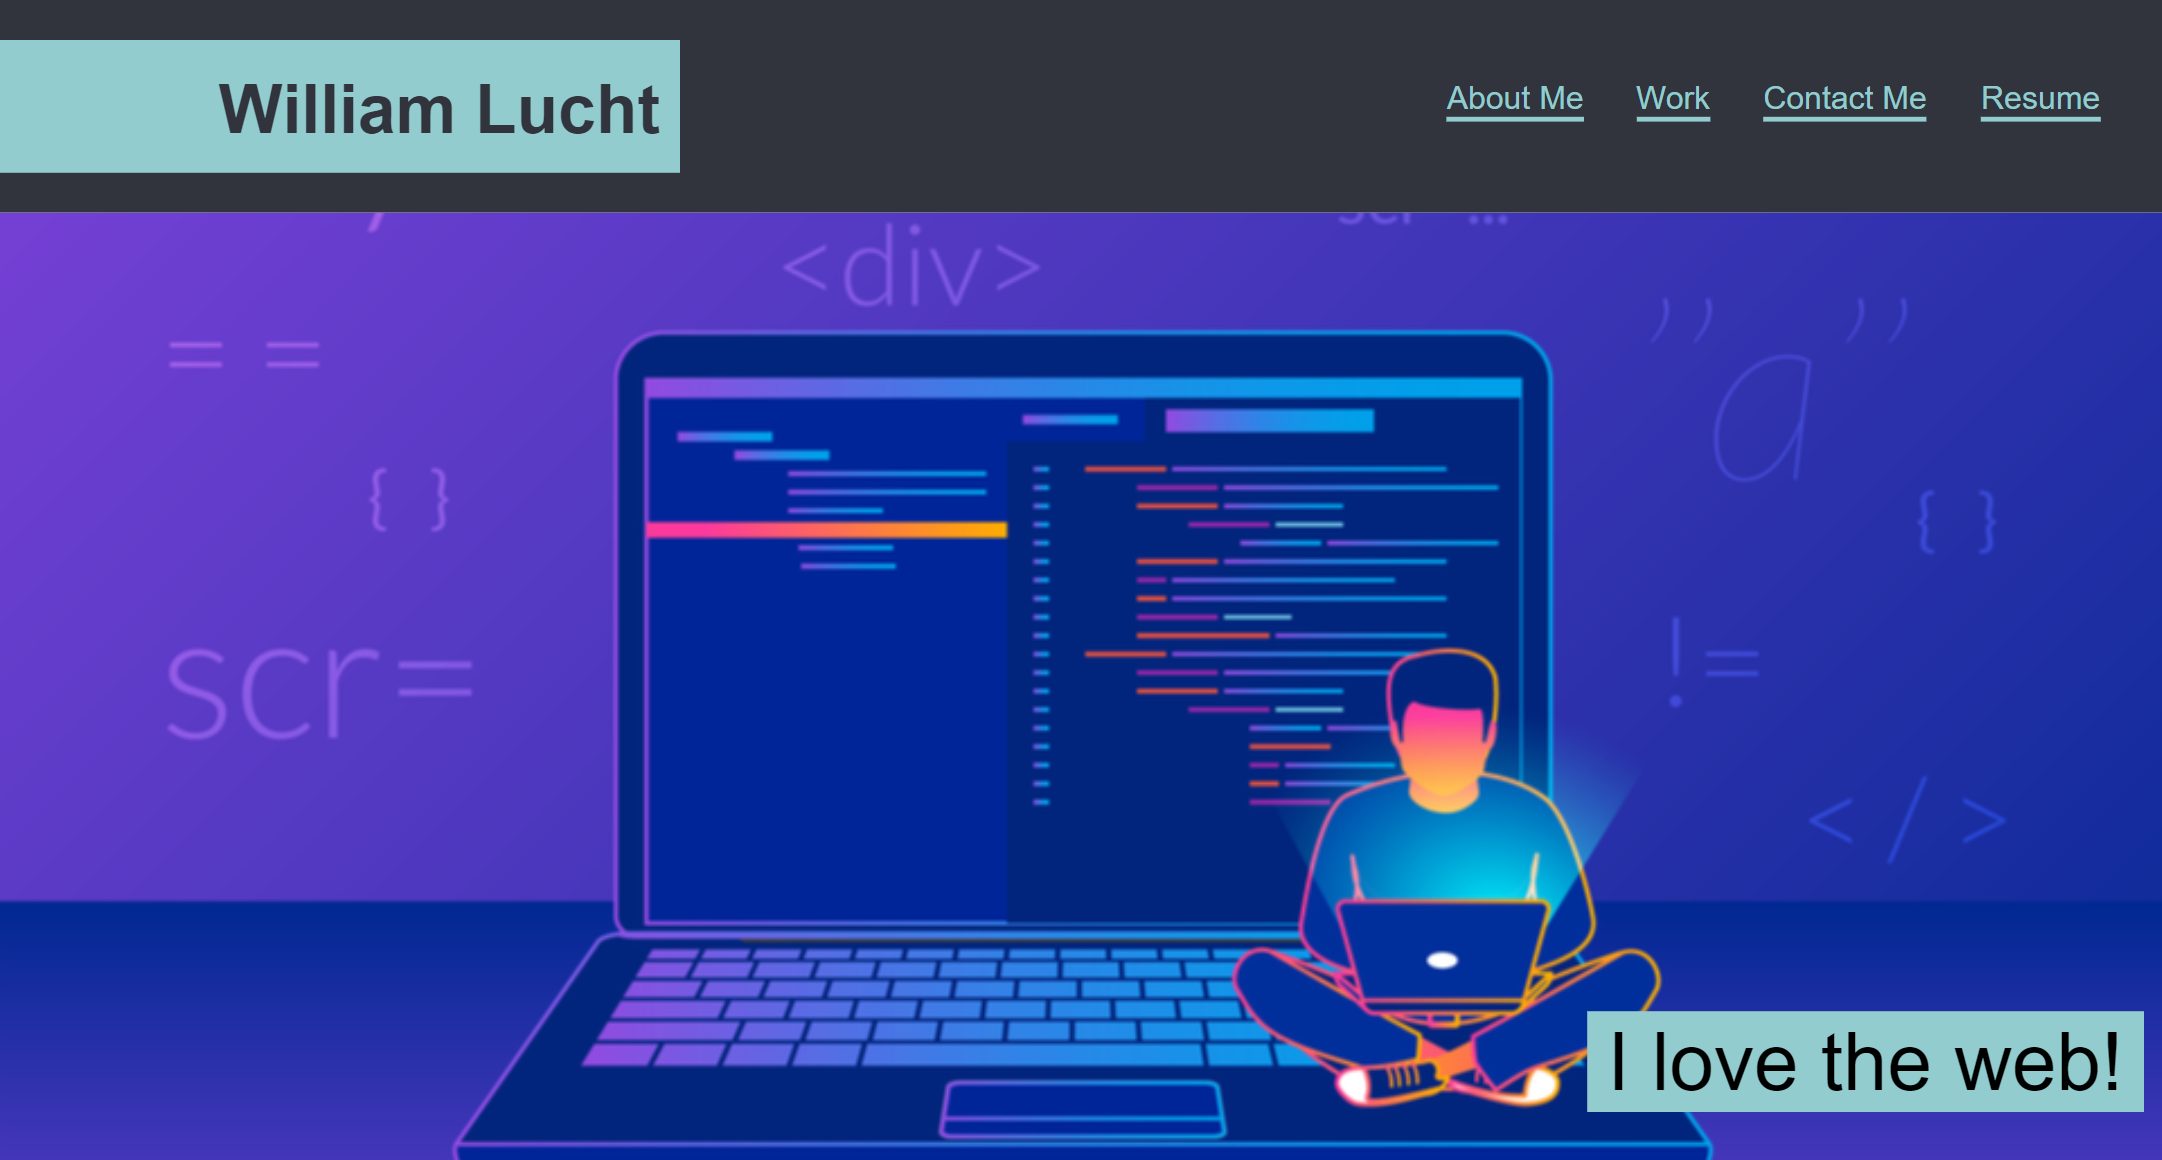 William Lucht
About Me Work Contact Me Resume
<div>
= =
,, ,,
a
{ }
{ }
scr=
!=
< / >
I love the web!